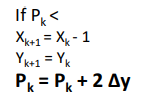 If Pₖ <
Xₖ₊₁ = Xₖ - 1
Yₖ₊₁ = Yₖ
Pₖ = Pₖ + 2 Δy